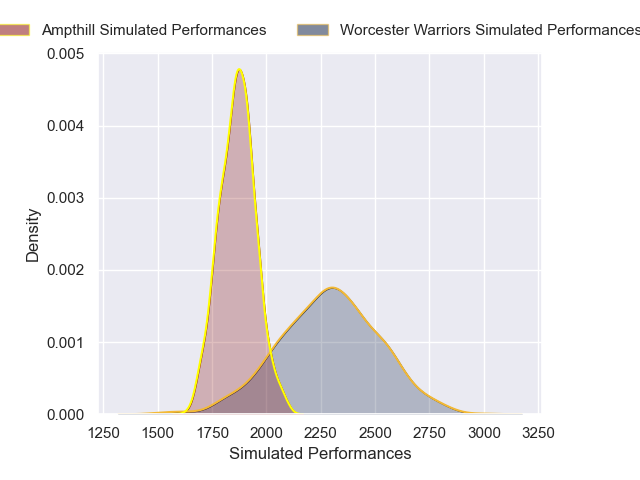 Ampthill Simulated Performances Worcester Warriors Simulated Performances
0.005
0.004
0.003
0.002
0.001
0.000
Density
1250 1500 1750 2000 2250 2500 2750 3000 3250
Simulated Performances